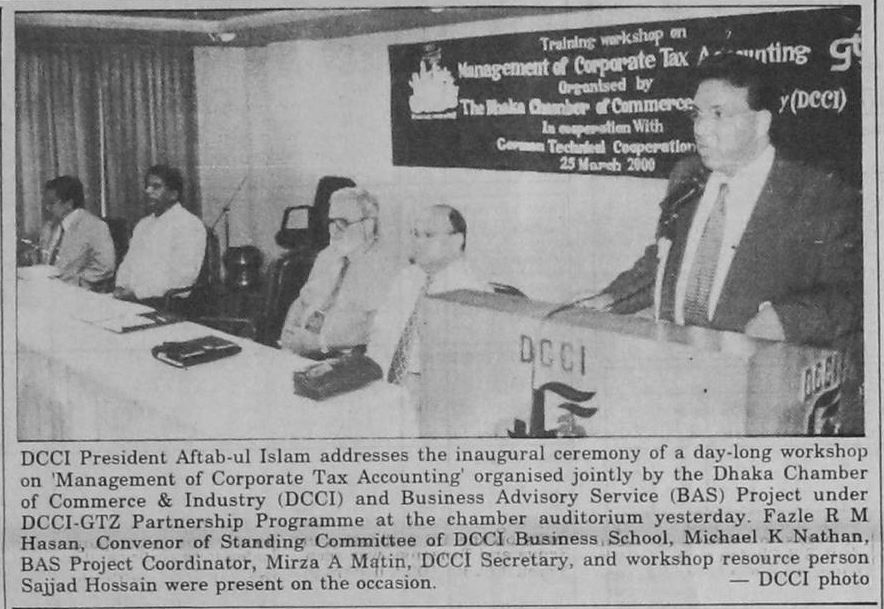 Training workshop on
Management of Corporate Tax Accounting
Organised by
The Dhaka Chamber of Commerce y (DCCI)
In cooperation With
German Technical Cooperation
25 March 2000
DCCI
DCCI
DCCI President Aftab-ul Islam addresses the inaugural ceremony of a day-long workshop
on 'Management of Corporate Tax Accounting' organised jointly by the Dhaka Chamber
of Commerce & Industry (DCCI) and Business Advisory Service (BAS) Project under
DCCI-GTZ Partnership Programme at the chamber auditorium yesterday. Fazle R M
Hasan, Convenor of Standing Committee of DCCI Business School, Michael K Nathan,
BAS Project Coordinator, Mirza A Matin, DCCI Secretary, and workshop resource person
Sajjad Hossain were present on the occasion. — DCCI photo